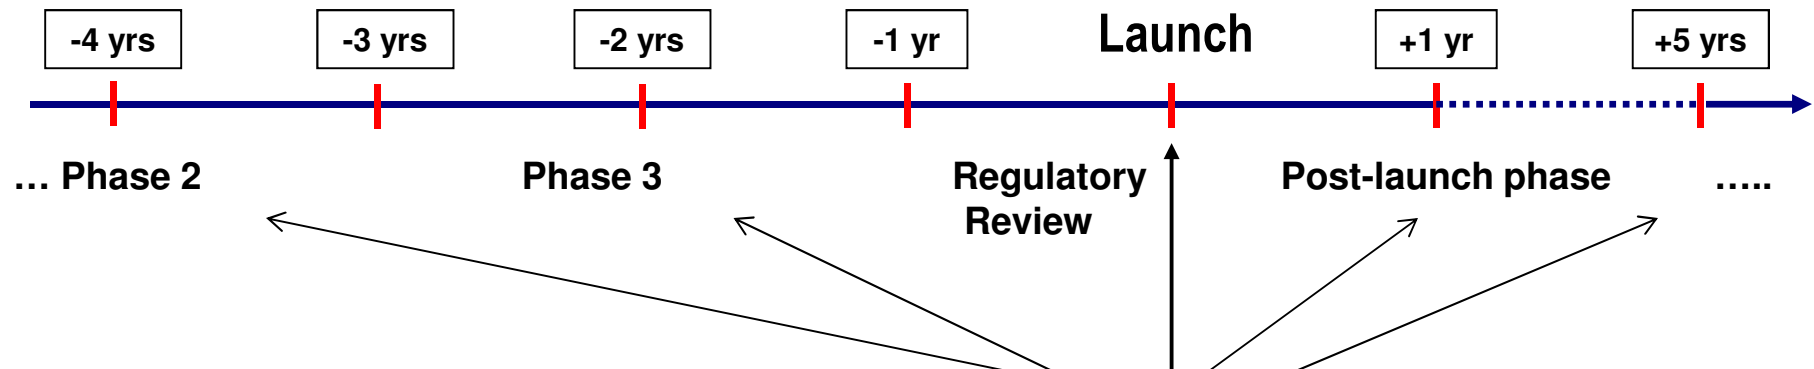 -4 yrs -3 yrs -2 yrs -1 yr Launch +1 yr +5 yrs
... Phase 2 Phase 3 Regulatory Post-launch phase .....
Review